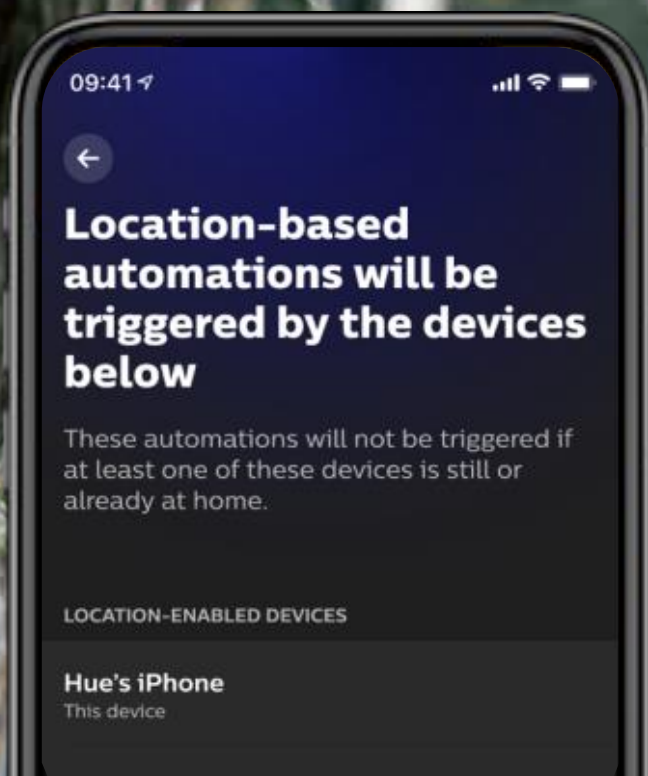 09:41
Location-based
automations will be
triggered by the devices
below
These automations will not be triggered if
at least one of these devices is still or
already at home.
LOCATION-ENABLED DEVICES
Hue's iPhone
This device